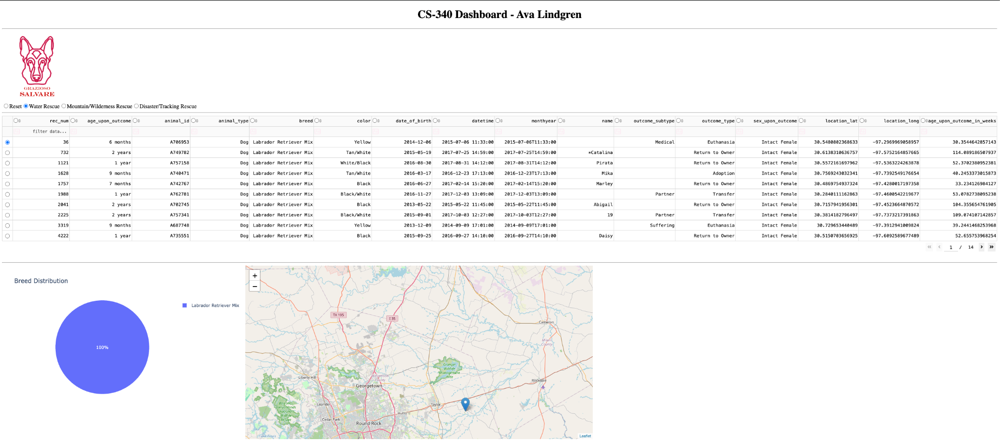 CS-340 Dashboard - Ava Lindgren
GRAZIOSO
SALVARE
Reset Water Rescue Mountain/Wilderness Rescue Disaster/Tracking Rescue
rec_num age_upon_outcome animal_id animal_type breed color date_of_birth datetime monthyear name outcome_subtype outcome_type sex_upon_outcome location_lat location_long age_upon_outcome_in_weeks
filter data...
36 6 months A706953 Dog Labrador Retriever Mix Yellow 2014-12-06 2015-07-06 11:33:00 2015-07-06T11:33:00 Medical Euthanasia Intact Female 30.5480802368633 -97.2969969058957 30.3544642857143
732 2 years A749782 Dog Labrador Retriever Mix Tan/White 2015-05-19 2017-07-25 14:59:00 2017-07-25T14:59:00 *Catalina Return to Owner Intact Female 30.6138310636757 -97.5752164857665 114.089186507937
1121 1 year A757158 Dog Labrador Retriever Mix White/Black 2016-08-30 2017-08-31 14:12:00 2017-08-31T14:12:00 Pirata Return to Owner Intact Female 30.5572161697962 -97.5363224263878 52.3702380952381
1628 9 months A740471 Dog Labrador Retriever Mix Tan/White 2016-03-17 2016-12-23 17:13:00 2016-12-23T17:13:00 Mika Adoption Intact Female 30.7569243032341 -97.7392549176654 40.2453373015873
1757 7 months A742767 Dog Labrador Retriever Mix Black 2016-06-27 2017-02-14 15:20:00 2017-02-14T15:20:00 Marley Return to Owner Intact Female 30.4869754937324 -97.4280017197358 33.234126984127
1988 1 year A762781 Dog Labrador Retriever Mix Black/White 2016-11-27 2017-12-03 13:09:00 2017-12-03T13:09:00 Partner Transfer Intact Female 30.2840111162863 -97.4600542219677 53.0782738095238
2041 2 years A702745 Dog Labrador Retriever Mix Black 2013-05-22 2015-05-22 11:45:00 2015-05-22T11:45:00 Abigail Return to Owner Intact Female 30.7157941956301 -97.4523664870572 104.355654761905
2225 2 years A757341 Dog Labrador Retriever Mix Black/White 2015-09-01 2017-10-03 12:27:00 2017-10-03T12:27:00 19 Partner Transfer Intact Female 30.3814182796497 -97.7373217391863 109.074107142857
3319 9 months A687748 Dog Labrador Retriever Mix Yellow 2013-12-09 2014-09-09 17:01:00 2014-09-09T17:01:00 Suffering Euthanasia Intact Female 30.729653440489 -97.3912941009824 39.2441468253968
4222 1 year A735551 Dog Labrador Retriever Mix Black 2015-09-25 2016-09-27 14:10:00 2016-09-27T14:10:00 Daisy Return to Owner Intact Female 30.5150703656925 -97.6092589677489 52.655753968254
« ‹ 1 / 14 › »
Breed Distribution
Labrador Retriever Mix
100%
+
−
TX 195
I 35
Cameron
Milam
County
Granger
Wildlife
Management
Area
Liberty Hill
Williamson
County
Rockdale
Georgetown
Leander
Taylor
Balcones
Canyonlands
National
Wildlife
Refuge
Hutto
Cedar Park
Round Rock
Lake Travis
Leaflet